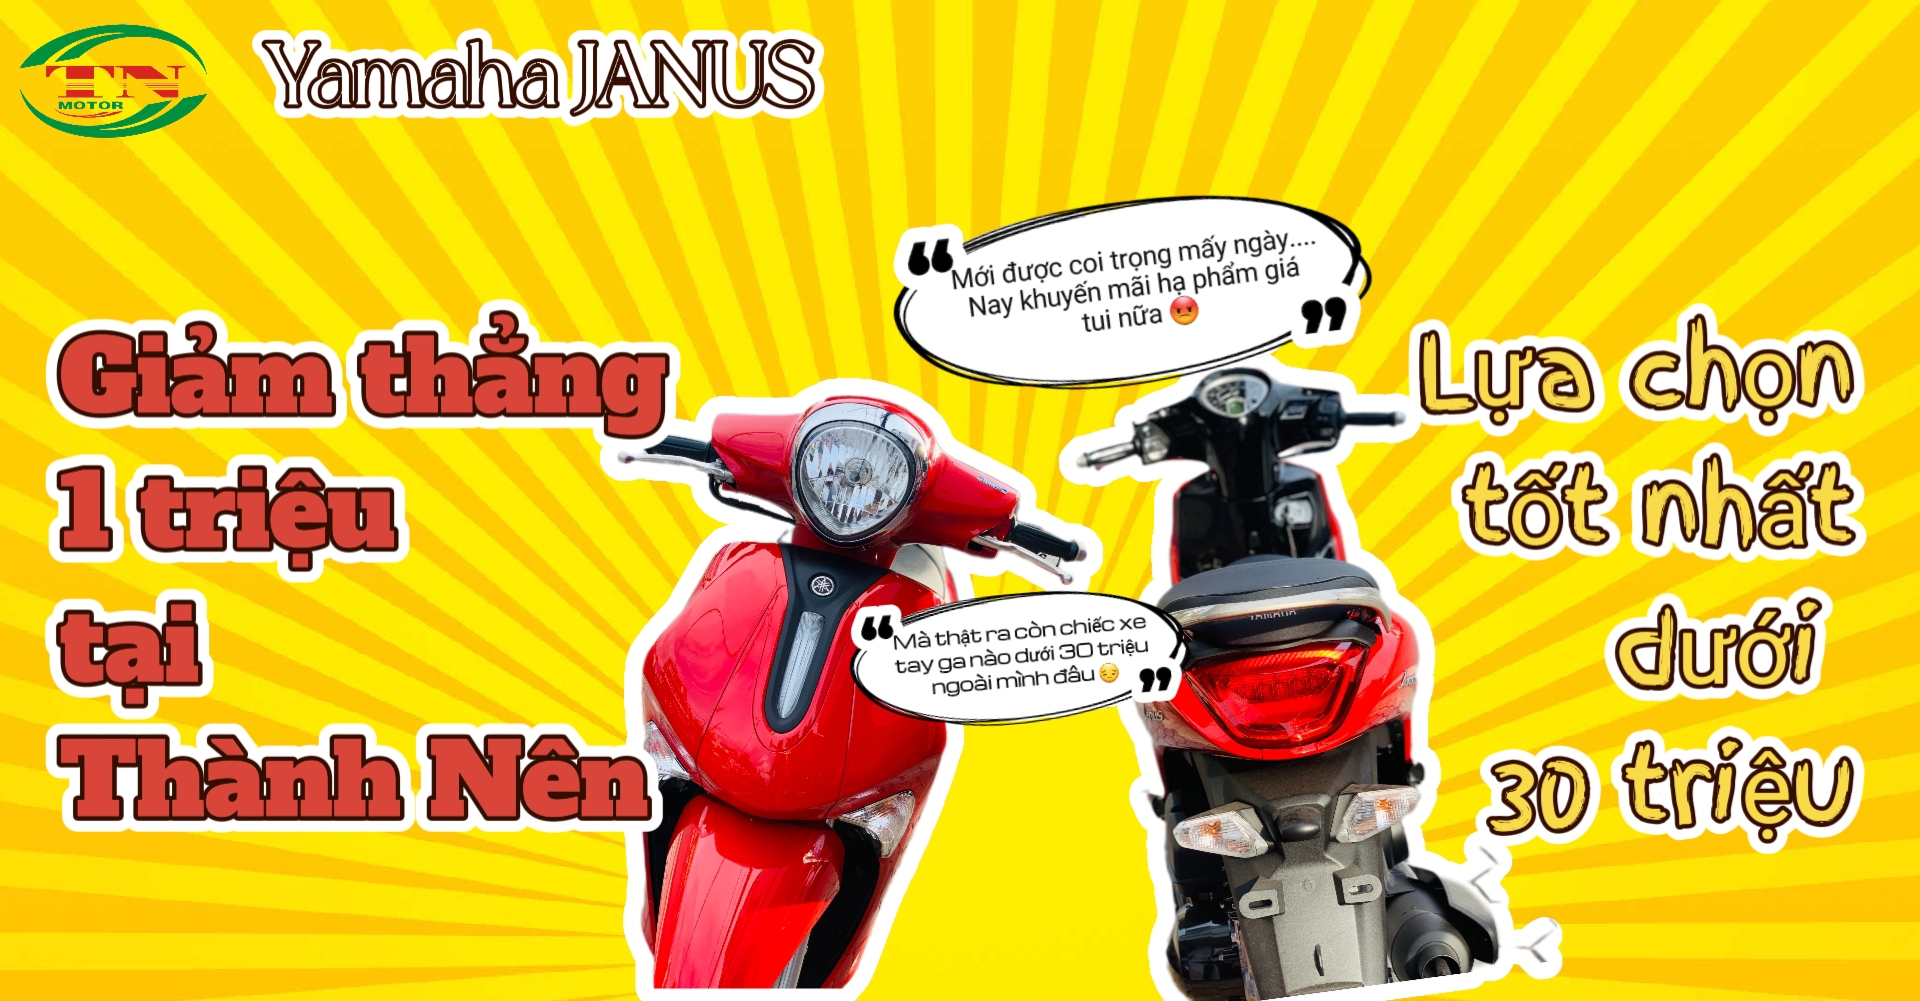 TN
MOTOR
Yamaha JANUS
Mới được coi trọng mấy ngày....
Nay khuyến mãi hạ phẩm giá
tui nữa 😡
Giảm thẳng
1 triệu
tại
Thành Nên
Lựa chọn
tốt nhất
dưới
30 triệu
Mà thật ra còn chiếc xe
tay ga nào dưới 30 triệu
ngoài mình đâu 😔
YAMAHA